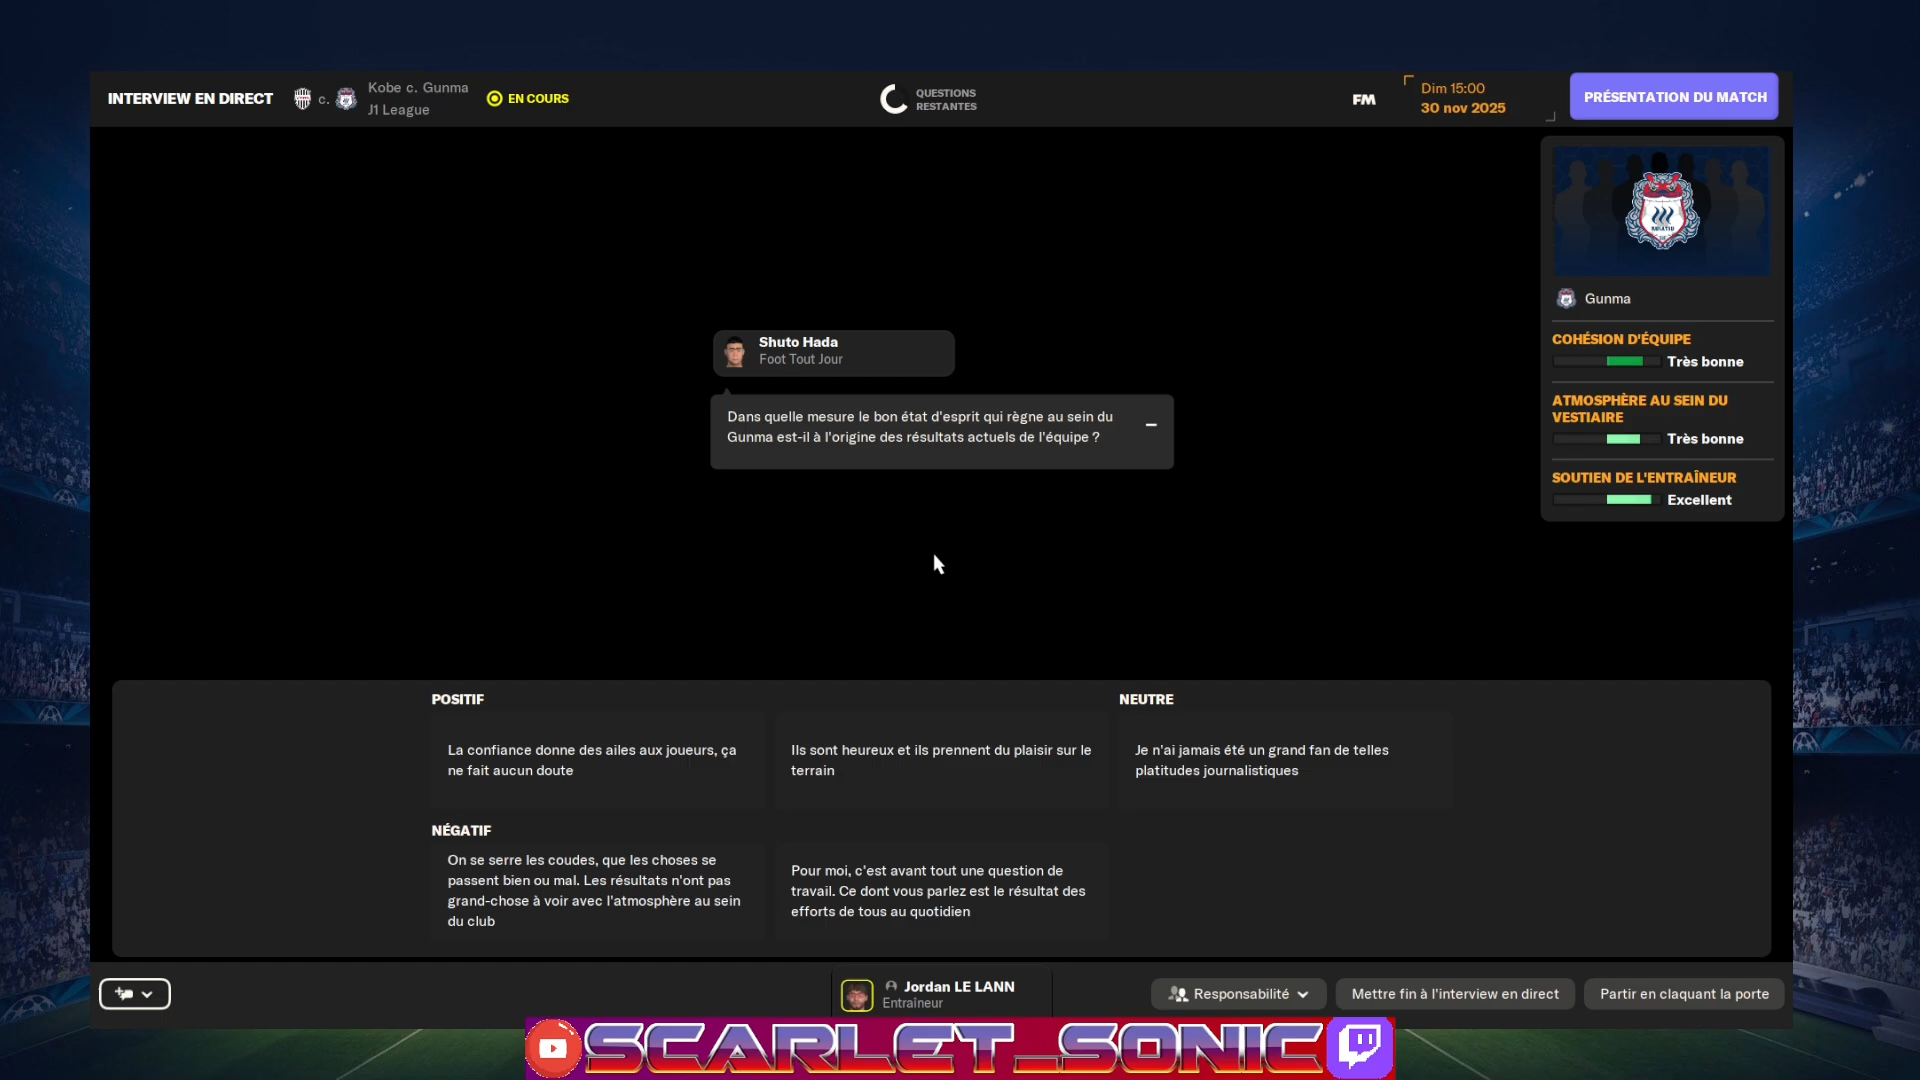 INTERVIEW EN DIRECT
c.
Kobe c. Gunma
J1 League
EN COURS
QUESTIONS
RESTANTES
FM
Dim 15:00
30 nov 2025
PRÉSENTATION DU MATCH
Gunma
COHÉSION D'ÉQUIPE
Très bonne
ATMOSPHÈRE AU SEIN DU
VESTIAIRE
Très bonne
SOUTIEN DE L'ENTRAÎNEUR
Excellent
Shuto Hada
Foot Tout Jour
Dans quelle mesure le bon état d'esprit qui règne au sein du
Gunma est-il à l'origine des résultats actuels de l'équipe ?
POSITIF
La confiance donne des ailes aux joueurs, ça
ne fait aucun doute
Ils sont heureux et ils prennent du plaisir sur le
terrain
NEUTRE
Je n'ai jamais été un grand fan de telles
platitudes journalistiques
NÉGATIF
On se serre les coudes, que les choses se
passent bien ou mal. Les résultats n'ont pas
grand-chose à voir avec l'atmosphère au sein
du club
Pour moi, c'est avant tout une question de
travail. Ce dont vous parlez est le résultat des
efforts de tous au quotidien
Jordan LE LANN
Entraîneur
Responsabilité
Mettre fin à l'interview en direct
Partir en claquant la porte
SCARLET_SONIC